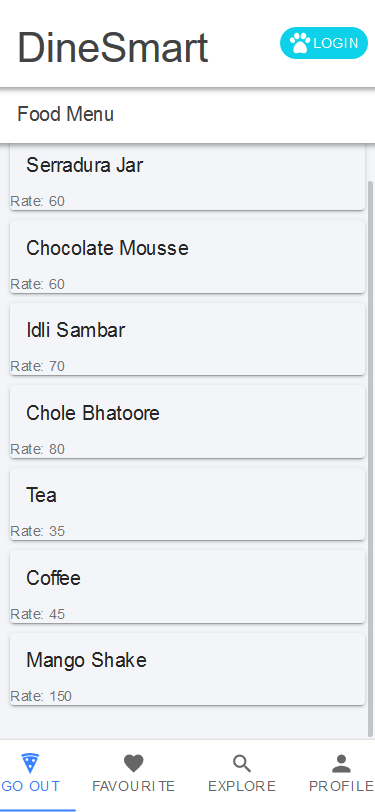 DineSmart
LOGIN
Food Menu
Serradura Jar
Rate: 60
Chocolate Mousse
Rate: 60
Idli Sambar
Rate: 70
Chole Bhatoore
Rate: 80
Tea
Rate: 35
Coffee
Rate: 45
Mango Shake
Rate: 150
GO OUT FAVOURITE EXPLORE PROFILE